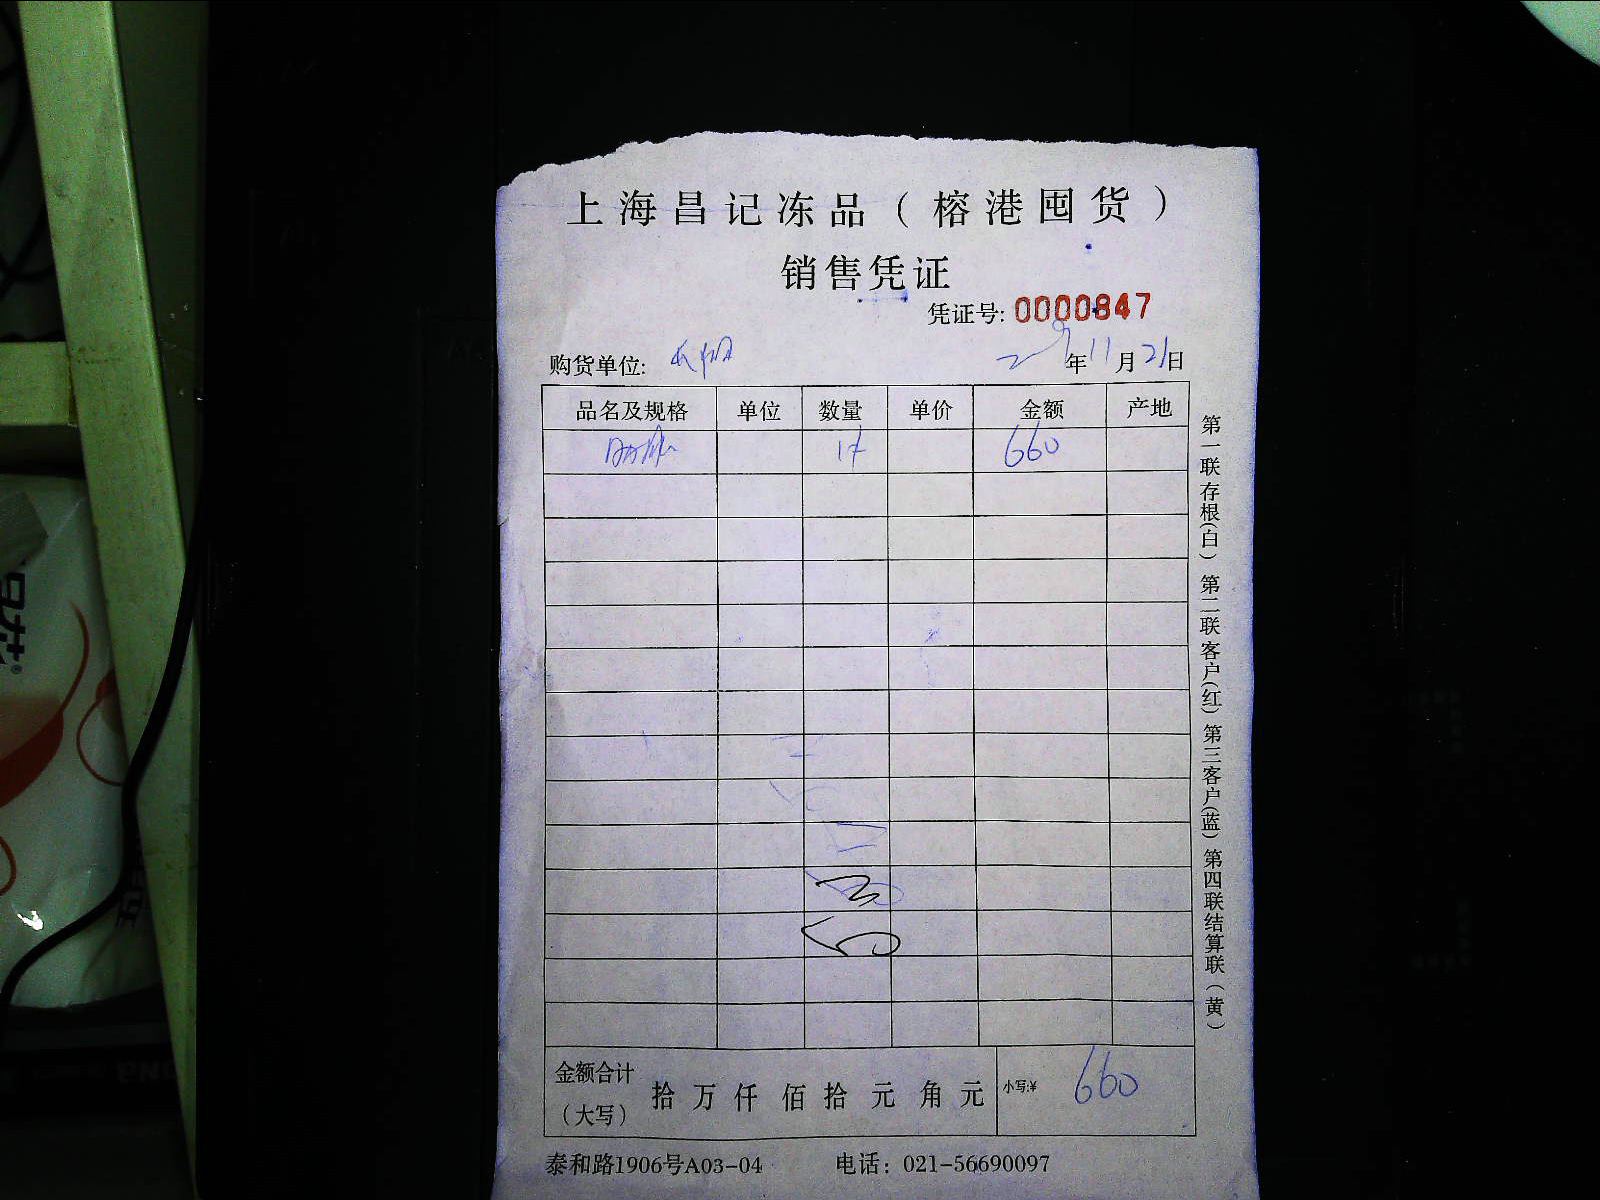 上海昌记冻品（榕港囤货）
销售凭证
凭证号: 0000847
购货单位: 年11月21日
品名及规格 单位 数量 单价 金额 产地
660
金额合计（大写） 拾万仟佰拾元角元 小写:¥ 660
泰和路1906号A03-04 电话：021-56690097
第一联存根(白) 第二联客户(红) 第三客户(蓝) 第四联结算联(黄)